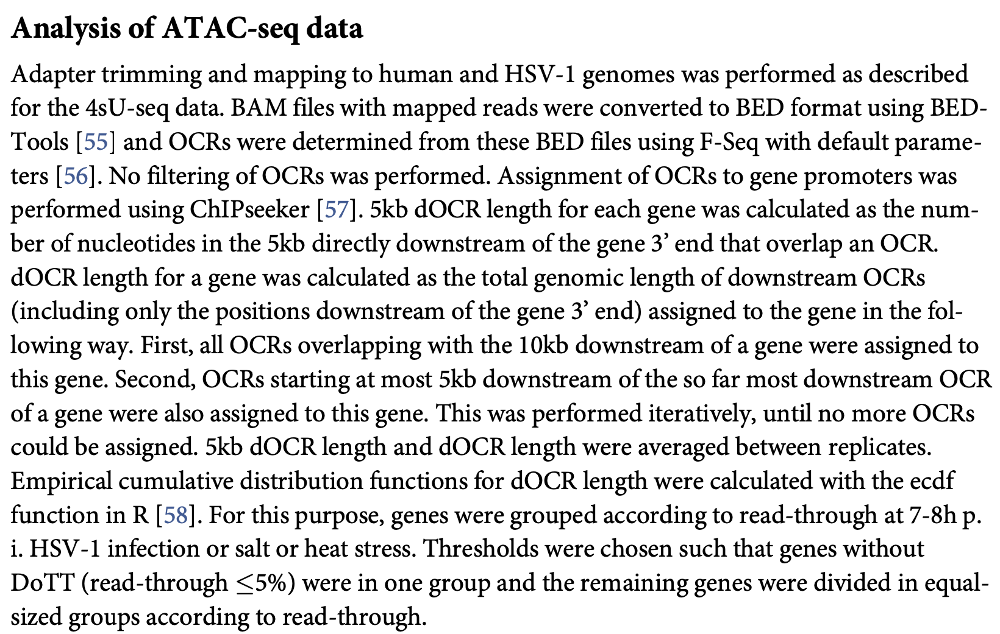 Analysis of ATAC-seq data
Adapter trimming and mapping to human and HSV-1 genomes was performed as described
for the 4sU-seq data. BAM files with mapped reads were converted to BED format using BED-
Tools [55] and OCRs were determined from these BED files using F-Seq with default parame-
ters [56]. No filtering of OCRs was performed. Assignment of OCRs to gene promoters was
performed using ChIPseeker [57]. 5kb dOCR length for each gene was calculated as the num-
ber of nucleotides in the 5kb directly downstream of the gene 3’ end that overlap an OCR.
dOCR length for a gene was calculated as the total genomic length of downstream OCRs
(including only the positions downstream of the gene 3’ end) assigned to the gene in the fol-
lowing way. First, all OCRs overlapping with the 10kb downstream of a gene were assigned to
this gene. Second, OCRs starting at most 5kb downstream of the so far most downstream OCR
of a gene were also assigned to this gene. This was performed iteratively, until no more OCRs
could be assigned. 5kb dOCR length and dOCR length were averaged between replicates.
Empirical cumulative distribution functions for dOCR length were calculated with the ecdf
function in R [58]. For this purpose, genes were grouped according to read-through at 7-8h p.
i. HSV-1 infection or salt or heat stress. Thresholds were chosen such that genes without
DoTT (read-through ≤5%) were in one group and the remaining genes were divided in equal-
sized groups according to read-through.